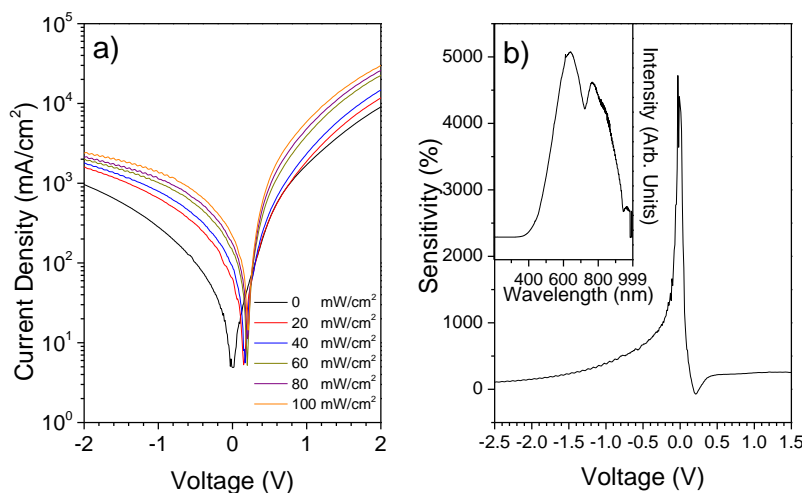 a)
10^5
10^4
10^3
10^2
10^1
10^0
Current Density (mA/cm^2)
0 mW/cm^2
20 mW/cm^2
40 mW/cm^2
60 mW/cm^2
80 mW/cm^2
100 mW/cm^2
-2 -1 0 1 2
Voltage (V)
b)
5000
4000
3000
2000
1000
0
Sensitivity (%)
Intensity (Arb. Units)
400 600 800 999
Wavelength (nm)
-2.5 -2.0 -1.5 -1.0 -0.5 0.0 0.5 1.0 1.5
Voltage (V)